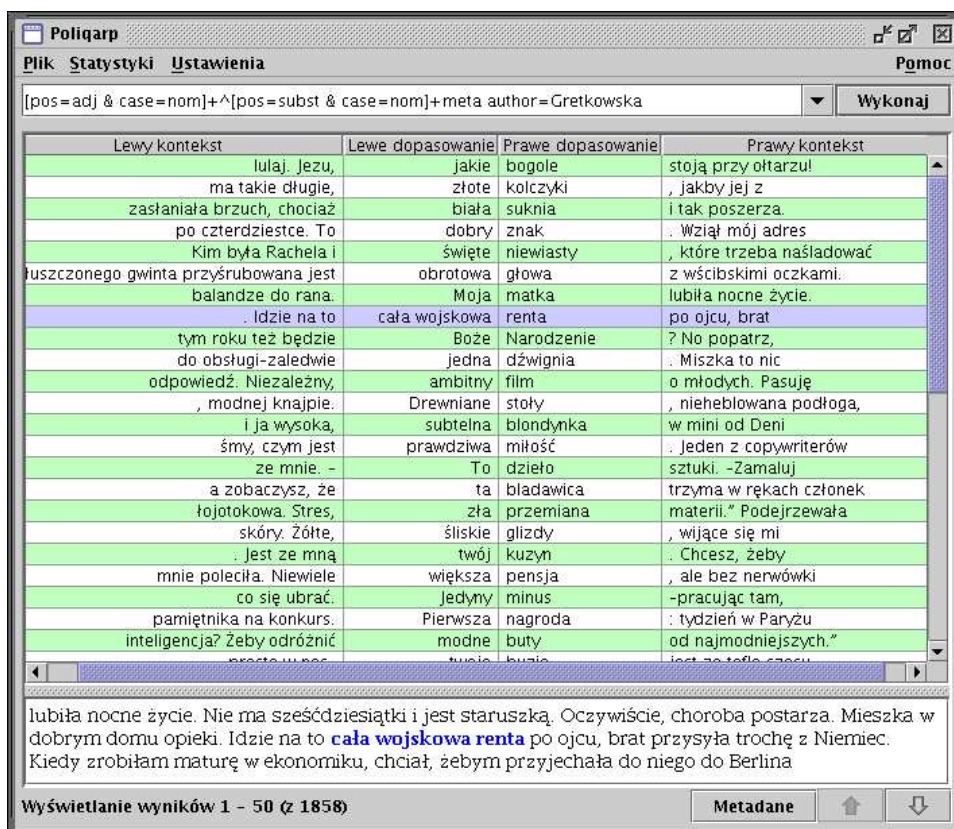 Poliqarp
Plik Statystyki Ustawienia Pomoc
[pos=adj & case=nom]+^[pos=subst & case=nom]+meta author=Gretkowska Wykonaj
Lewy kontekst Lewe dopasowanie Prawe dopasowanie Prawy kontekst
lulaj. Jezu, jakie bogole stoją przy ołtarzu!
ma takie długie, złote kolczyki , jakby jej z
zasłaniała brzuch, chociaż biała suknia i tak poszerza.
po czterdziestce. To dobry znak . Wziął mój adres
Kim była Rachela i święte niewiasty , które trzeba naśladować
łuszczonego gwinta przyśrubowana jest obrotowa głowa z wścibskimi oczkami.
balandze do rana. Moja matka lubiła nocne życie.
. Idzie na to cała wojskowa renta po ojcu, brat
tym roku też będzie Boże Narodzenie ? No popatrz,
do obsługi-zaledwie jedna dźwignia . Miszka to nic
odpowiedź. Niezależny, ambitny film o młodych. Pasuję
, modnej knajpie. Drewniane stoły , nieheblowana podłoga,
i ja wysoka, subtelna blondynka w mini od Deni
śmy, czym jest prawdziwa miłość . Jeden z copywriterów
ze mnie. – To dzieło sztuki. –Zamaluj
a zobaczysz, że ta bladawica trzyma w rękach członek
łojotokowa. Stres, zła przemiana materii.” Podejrzewała
skóry. Żółte, śliskie glizdy , wijące się mi
. Jest ze mną twój kuzyn . Chcesz, żeby
mnie poleciła. Niewiele większa pensja , ale bez nerwówki
co się ubrać. Jedyny minus –pracując tam,
pamiętnika na konkurs. Pierwsza nagroda : tydzień w Paryżu
inteligencja? Żeby odróżnić modne buty od najmodniejszych.”
lubiła nocne życie. Nie ma sześćdziesiątki i jest staruszką. Oczywiście, choroba postarza. Mieszka w
dobrym domu opieki. Idzie na to cała wojskowa renta po ojcu, brat przysyła trochę z Niemiec.
Kiedy zrobiłam maturę w ekonomiku, chciał, żebym przyjechała do niego do Berlina
Wyświetlanie wyników 1 – 50 (z 1858) Metadane